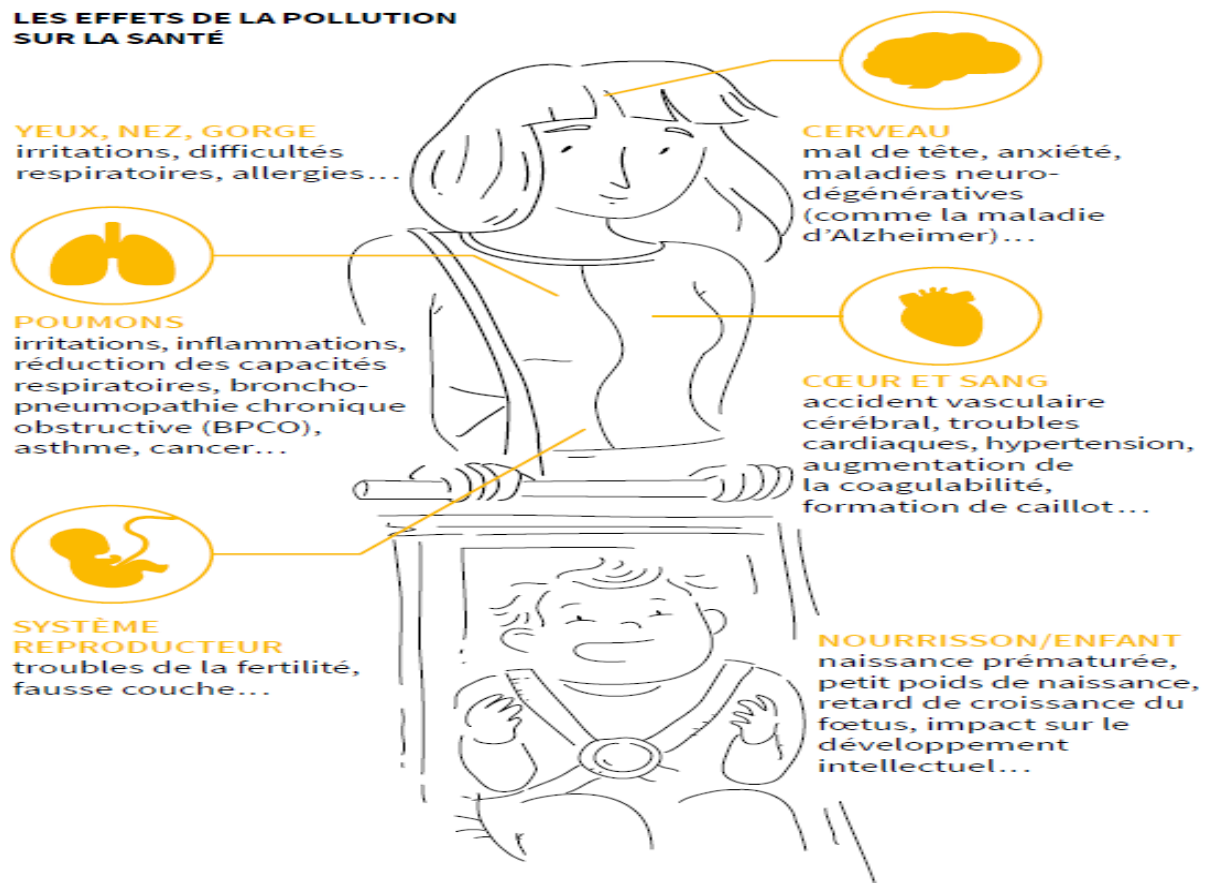 LES EFFETS DE LA POLLUTION
SUR LA SANTÉ
YEUX, NEZ, GORGE
irritations, difficultés
respiratoires, allergies...
POUMONS
irritations, inflammations,
réduction des capacités
respiratoires, broncho-
pneumopathie chronique
obstructive (BPCO),
asthme, cancer...
SYSTÈME
REPRODUCTEUR
troubles de la fertilité,
fausse couche...
CERVEAU
mal de tête, anxiété,
maladies neuro-
dégénératives
(comme la maladie
d’Alzheimer)...
CŒUR ET SANG
accident vasculaire
cérébral, troubles
cardiaques, hypertension,
augmentation de
la coagulabilité,
formation de caillot...
NOURRISSON/ENFANT
naissance prématurée,
petit poids de naissance,
retard de croissance du
fœtus, impact sur le
développement
intellectuel...